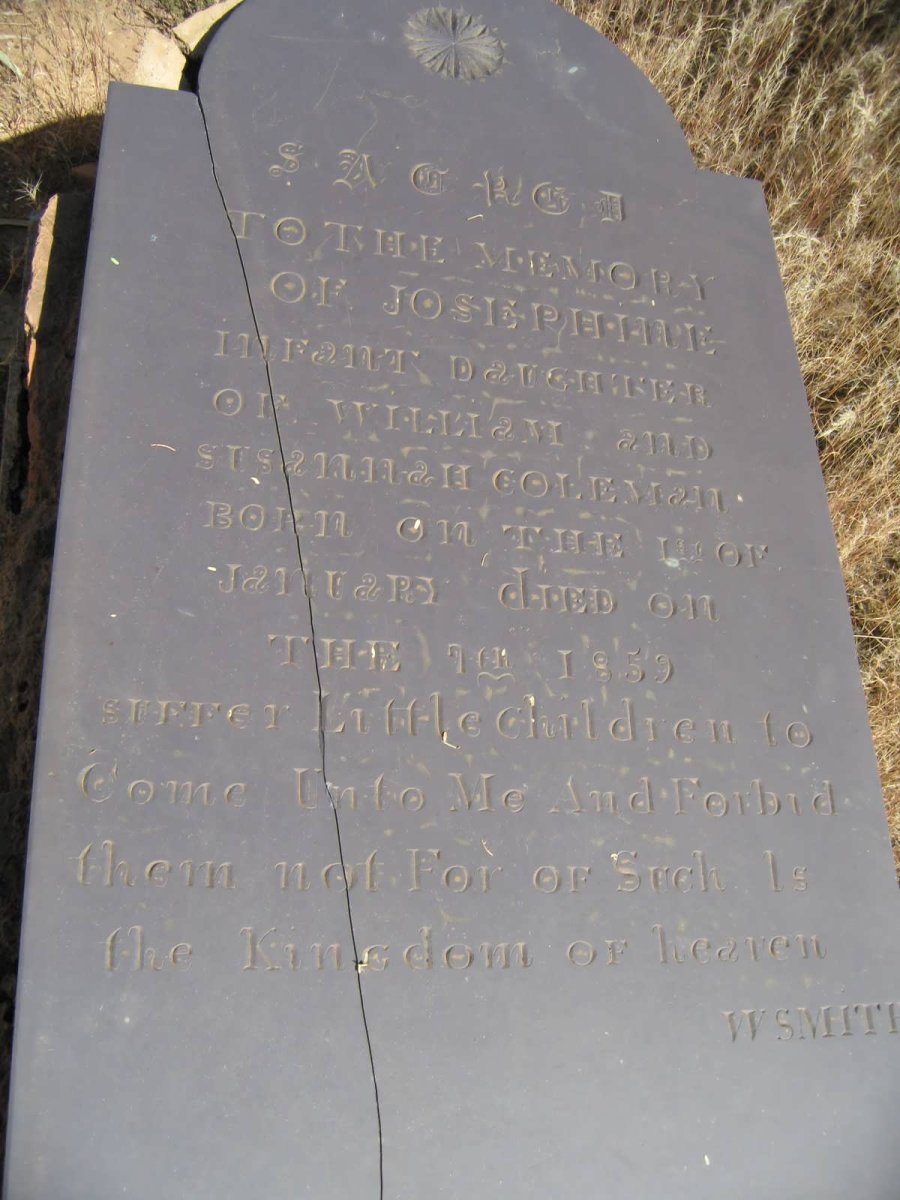 SACRED
TO THE MEMORY
OF JOSEPHINE
INFANT DAUGHTER
OF WILLIAM AND
SUSANNAH COLEMAN
BORN ON THE 1st OF
JANUARY DIED ON
THE 7th 1859
SUFFER Little Children to
Come Unto Me And Forbid
them not For OF Such Is
the Kingdom OF heaven
W SMITH